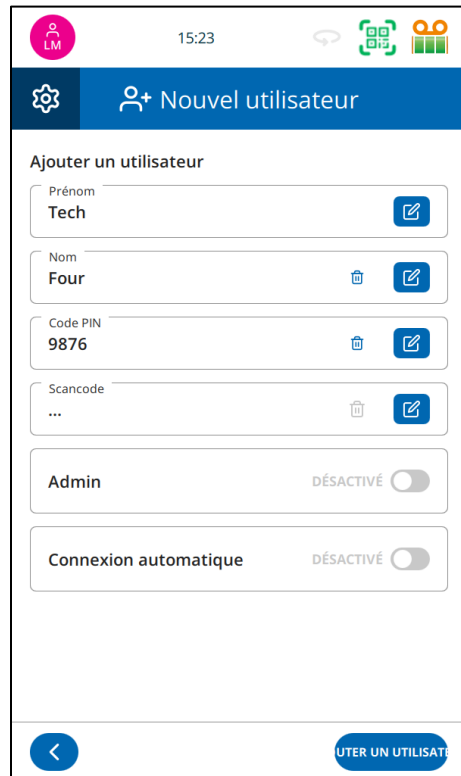 LM
15:23
Nouvel utilisateur
Ajouter un utilisateur
Prénom
Tech
Nom
Four
Code PIN
9876
Scancode
...
Admin DÉSACTIVÉ
Connexion automatique DÉSACTIVÉ
UTER UN UTILISATE